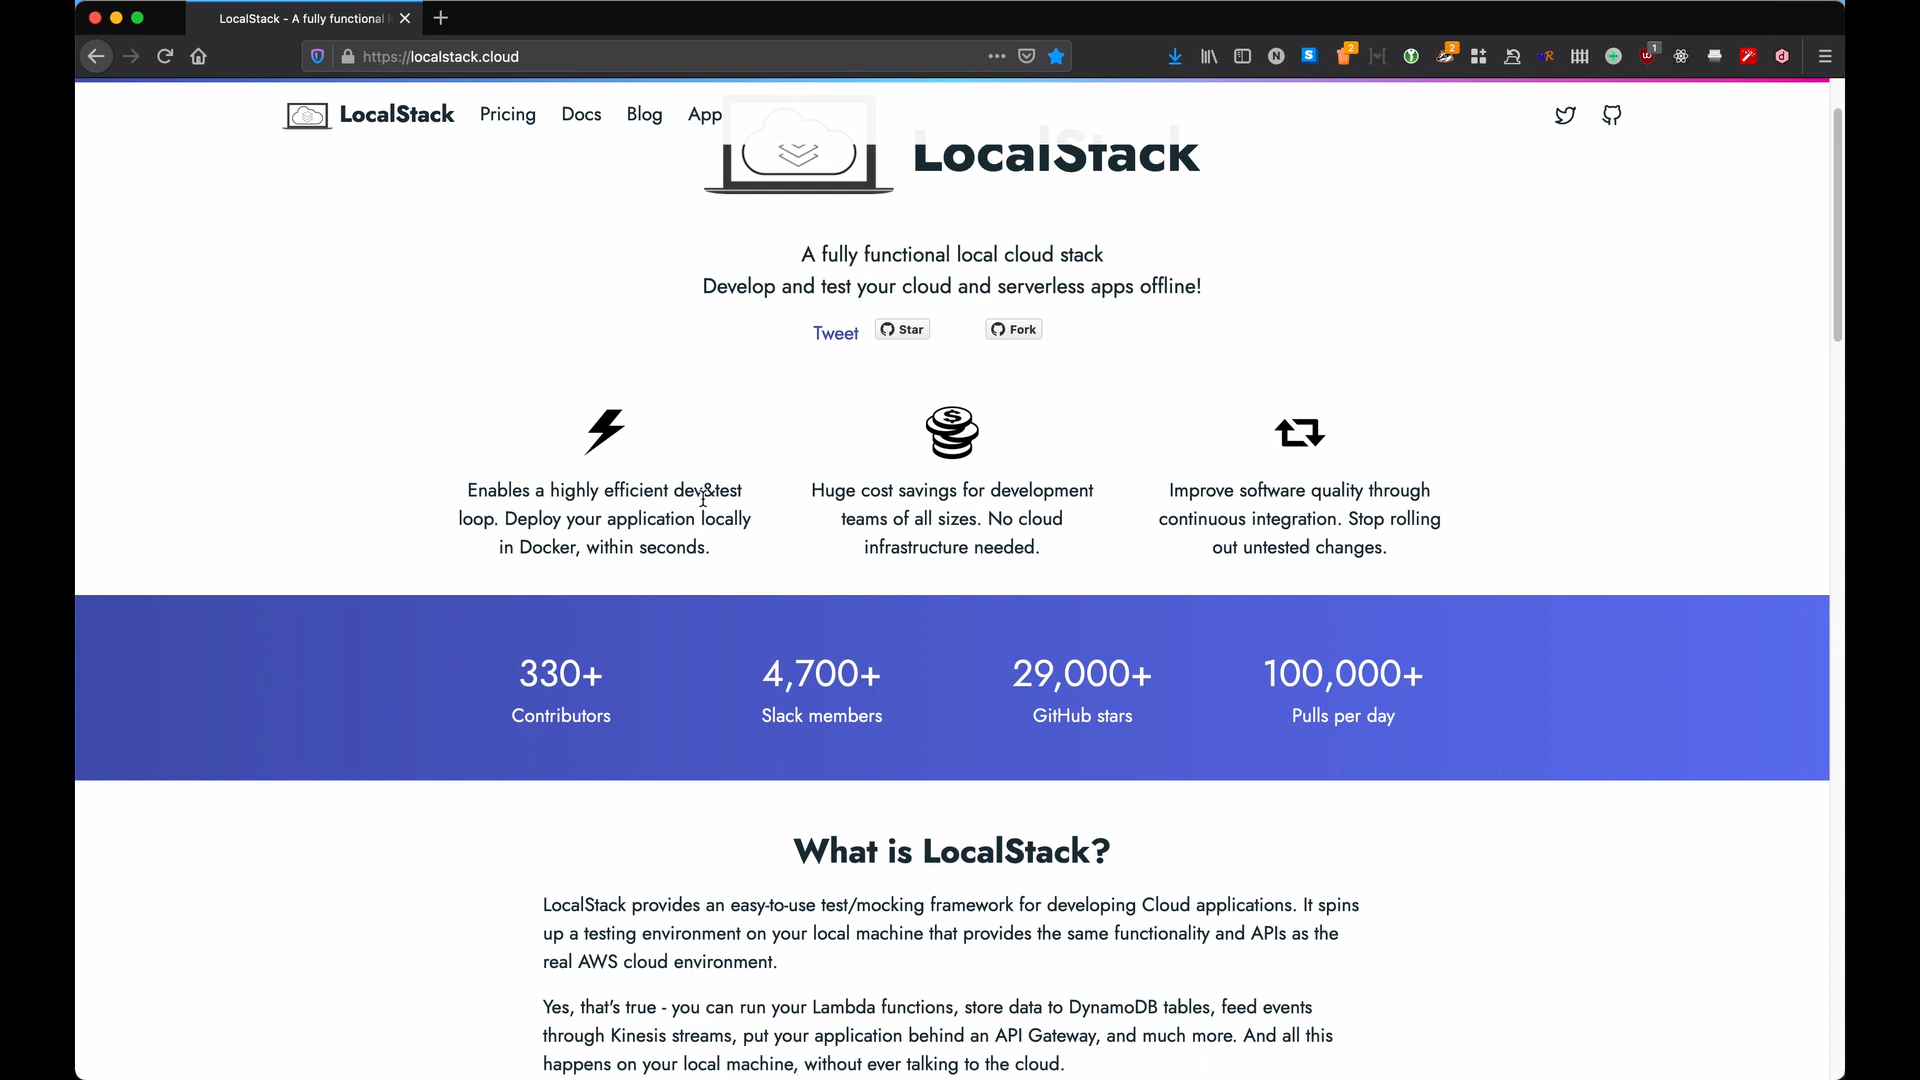 LocalStack - A fully functional
https://localstack.cloud
2
2
1
LocalStack
Pricing
Docs
Blog
App
LocalStack
A fully functional local cloud stack
Develop and test your cloud and serverless apps offline!
Tweet
Star
Fork
Enables a highly efficient dev&test
loop. Deploy your application locally
in Docker, within seconds.
Huge cost savings for development
teams of all sizes. No cloud
infrastructure needed.
Improve software quality through
continuous integration. Stop rolling
out untested changes.
330+
Contributors
4,700+
Slack members
29,000+
GitHub stars
100,000+
Pulls per day
What is LocalStack?
LocalStack provides an easy-to-use test/mocking framework for developing Cloud applications. It spins
up a testing environment on your local machine that provides the same functionality and APIs as the
real AWS cloud environment.
Yes, that's true - you can run your Lambda functions, store data to DynamoDB tables, feed events
through Kinesis streams, put your application behind an API Gateway, and much more. And all this
happens on your local machine, without ever talking to the cloud.